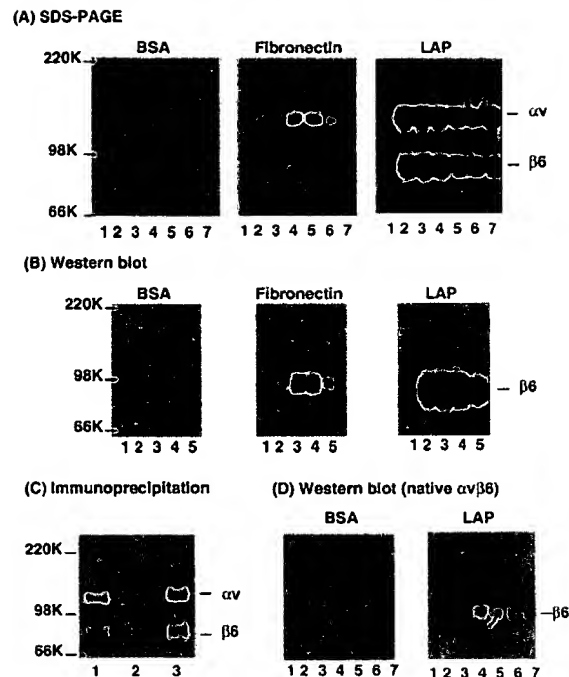 (A) SDS-PAGE
BSA Fibronectin LAP
220K
98K
66K
αv
β6
1 2 3 4 5 6 7 1 2 3 4 5 6 7 1 2 3 4 5 6 7
(B) Western blot
BSA Fibronectin LAP
220K
98K
66K
β6
1 2 3 4 5 1 2 3 4 5 1 2 3 4 5
(C) Immunoprecipitation
220K
98K
66K
αv
β6
1 2 3
(D) Western blot (native αvβ6)
BSA LAP
β6
1 2 3 4 5 6 7 1 2 3 4 5 6 7